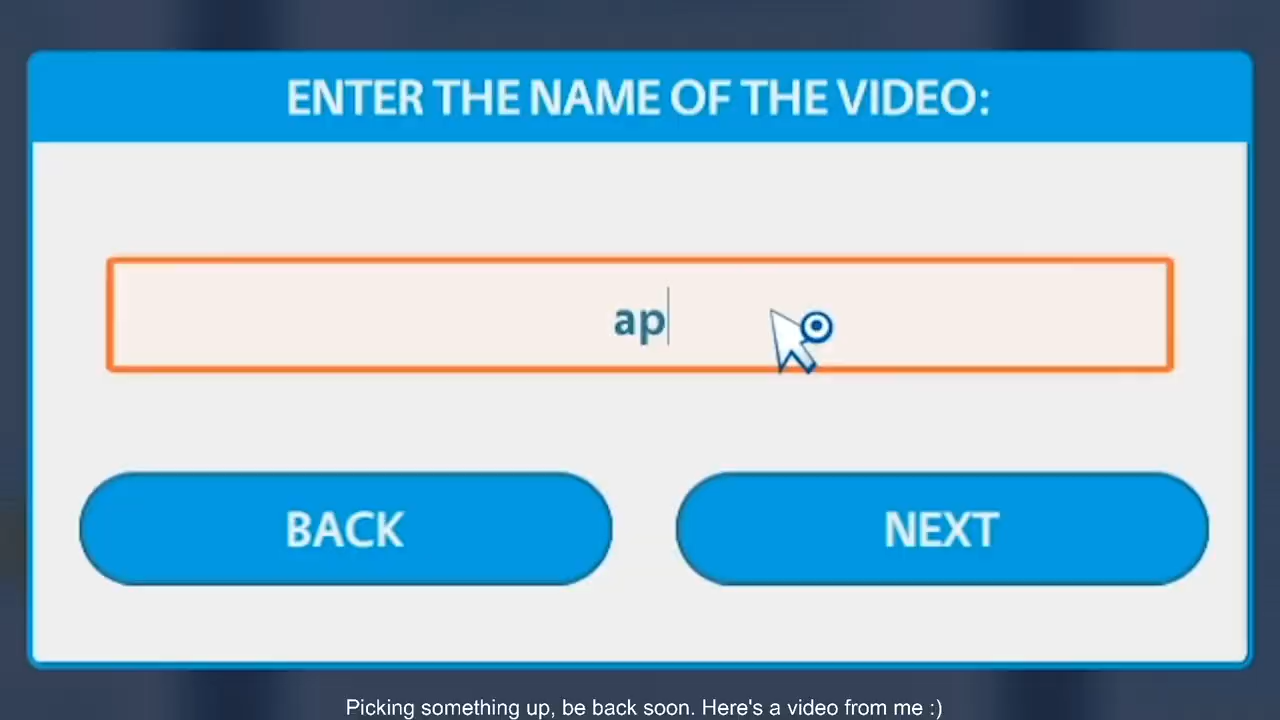 ENTER THE NAME OF THE VIDEO:
ap
BACK
NEXT
Picking something up, be back soon. Here's a video from me :)